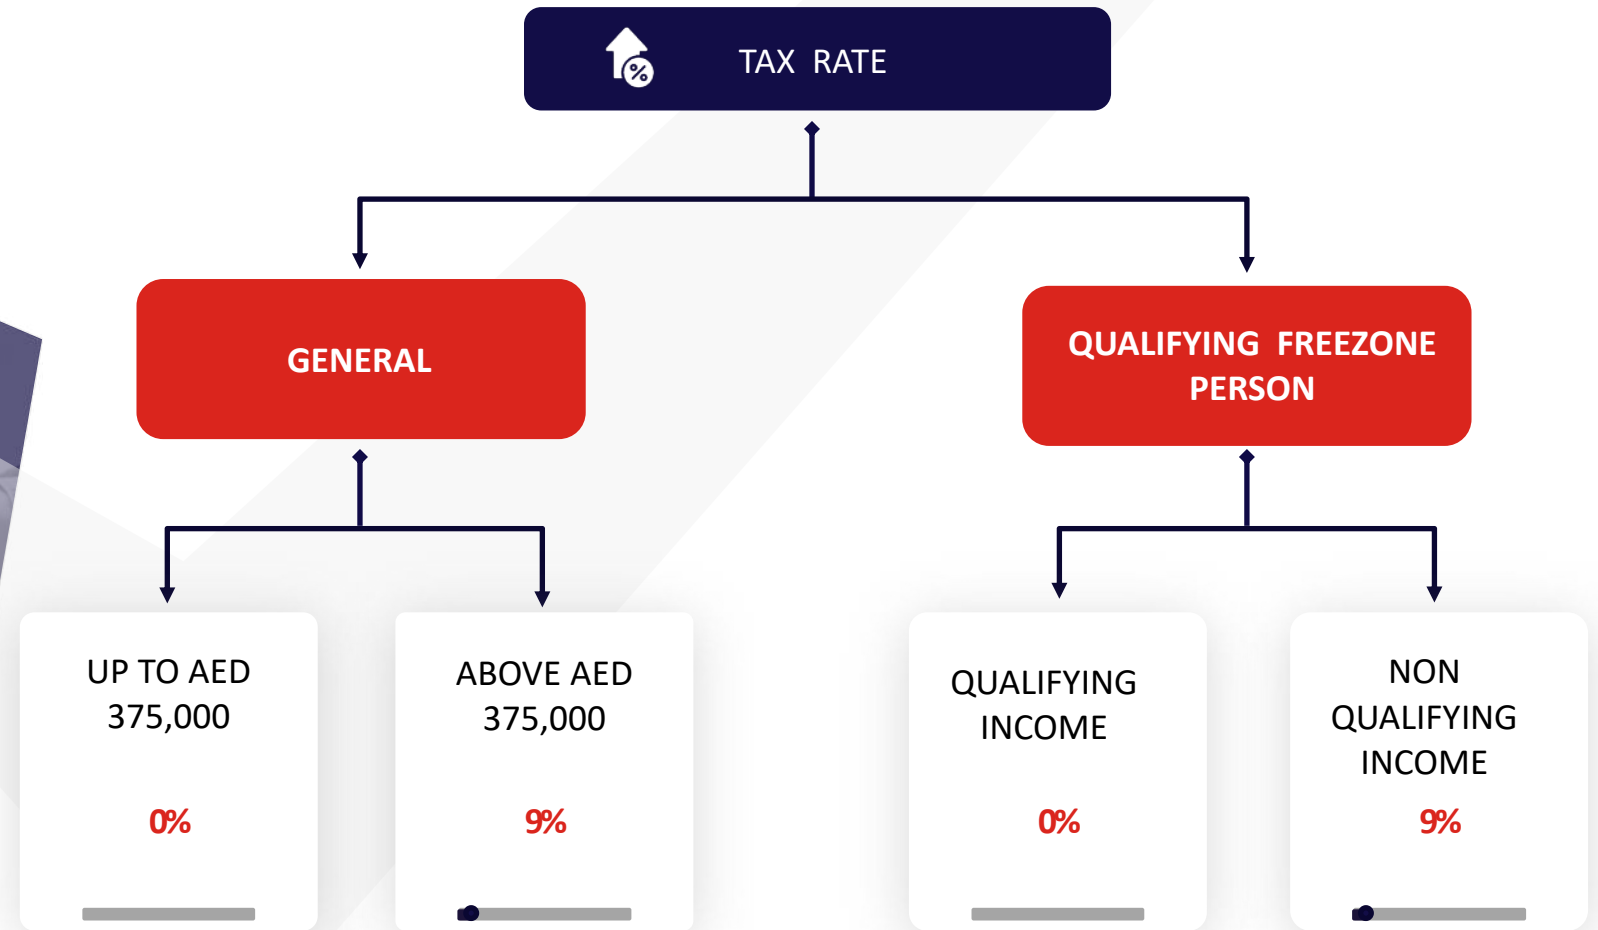 TAX RATE
GENERAL
QUALIFYING FREEZONE
PERSON
UP TO AED
375,000
0%
ABOVE AED
375,000
9%
QUALIFYING
INCOME
0%
NON
QUALIFYING
INCOME
9%